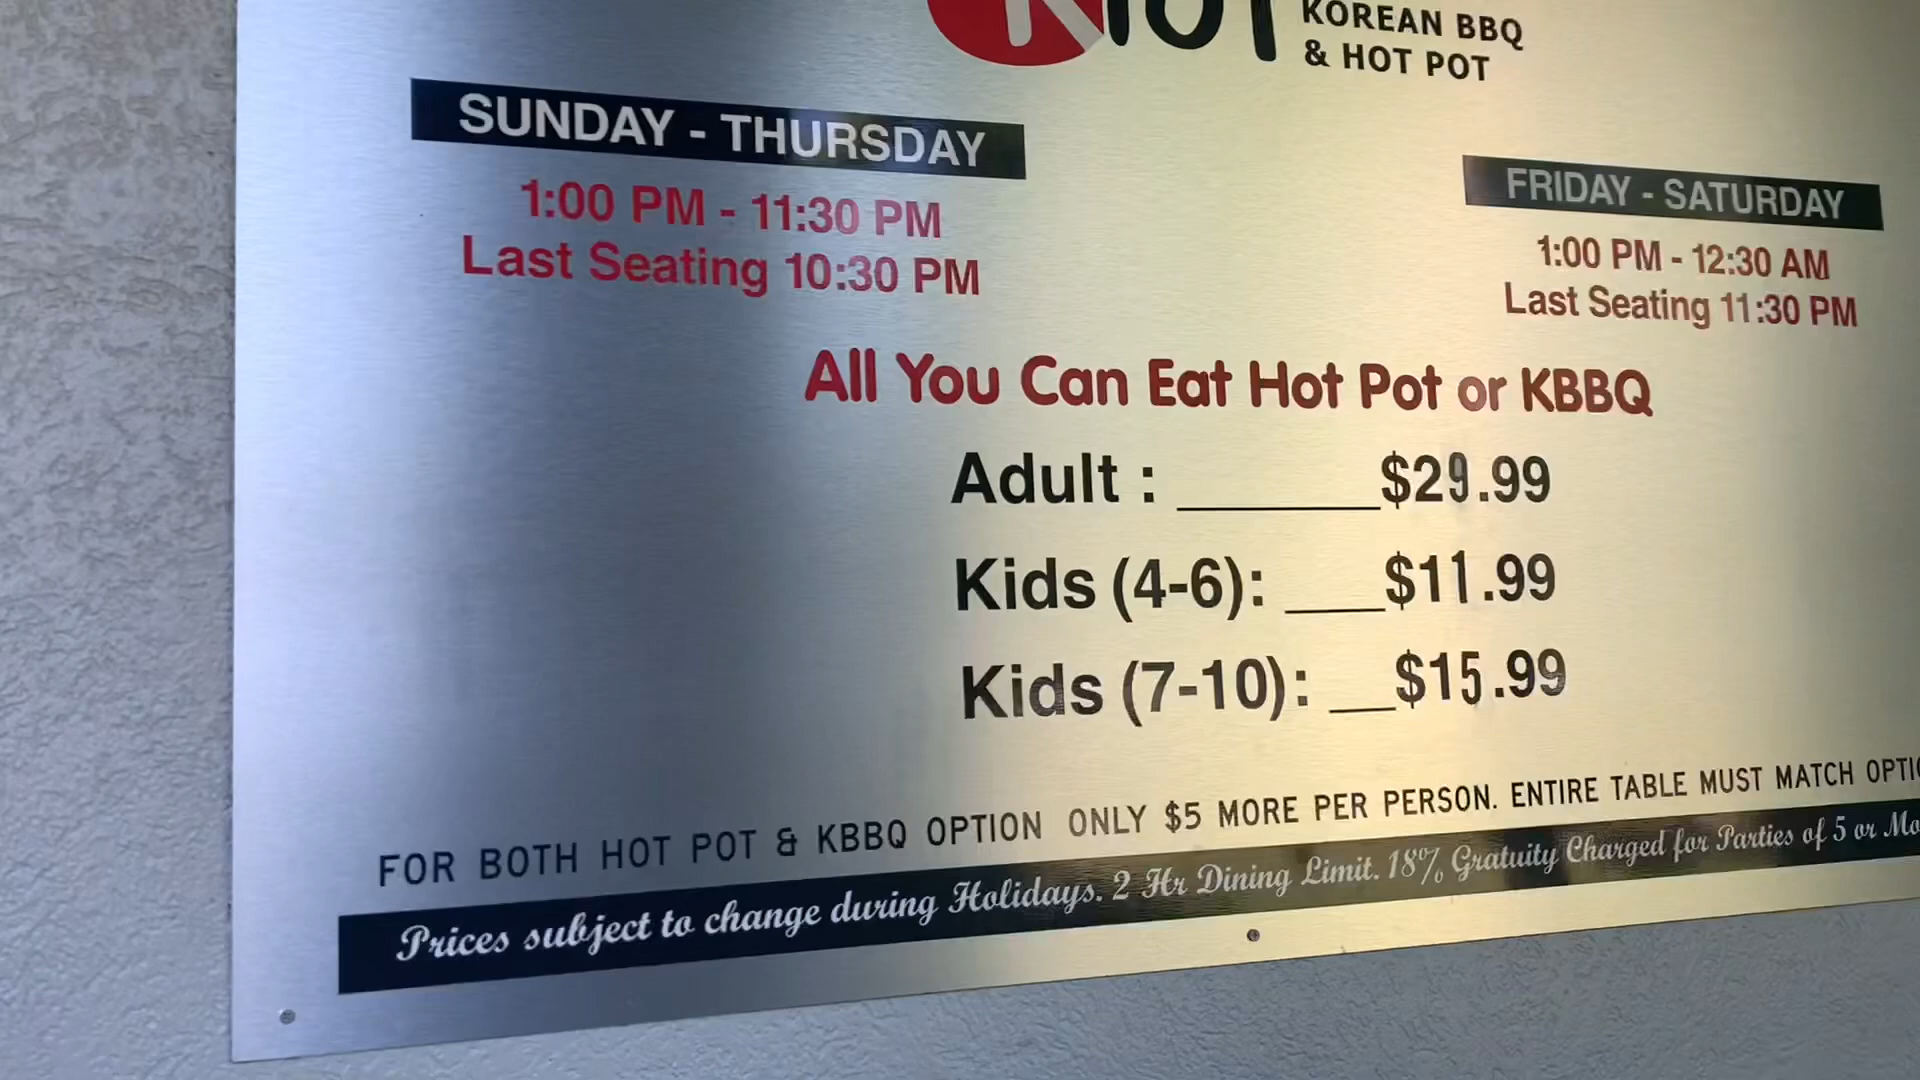 KOREAN BBQ
& HOT POT
SUNDAY - THURSDAY
1:00 PM - 11:30 PM
Last Seating 10:30 PM
FRIDAY - SATURDAY
1:00 PM - 12:30 AM
Last Seating 11:30 PM
All You Can Eat Hot Pot or KBBQ
Adult : ______$29.99
Kids (4-6): ___$11.99
Kids (7-10): __$15.99
FOR BOTH HOT POT & KBBQ OPTION ONLY $5 MORE PER PERSON. ENTIRE TABLE MUST MATCH
Prices subject to change during Holidays. 2 Hr Dining Limit. 18% Gratuity Charged for Parties of 5 or